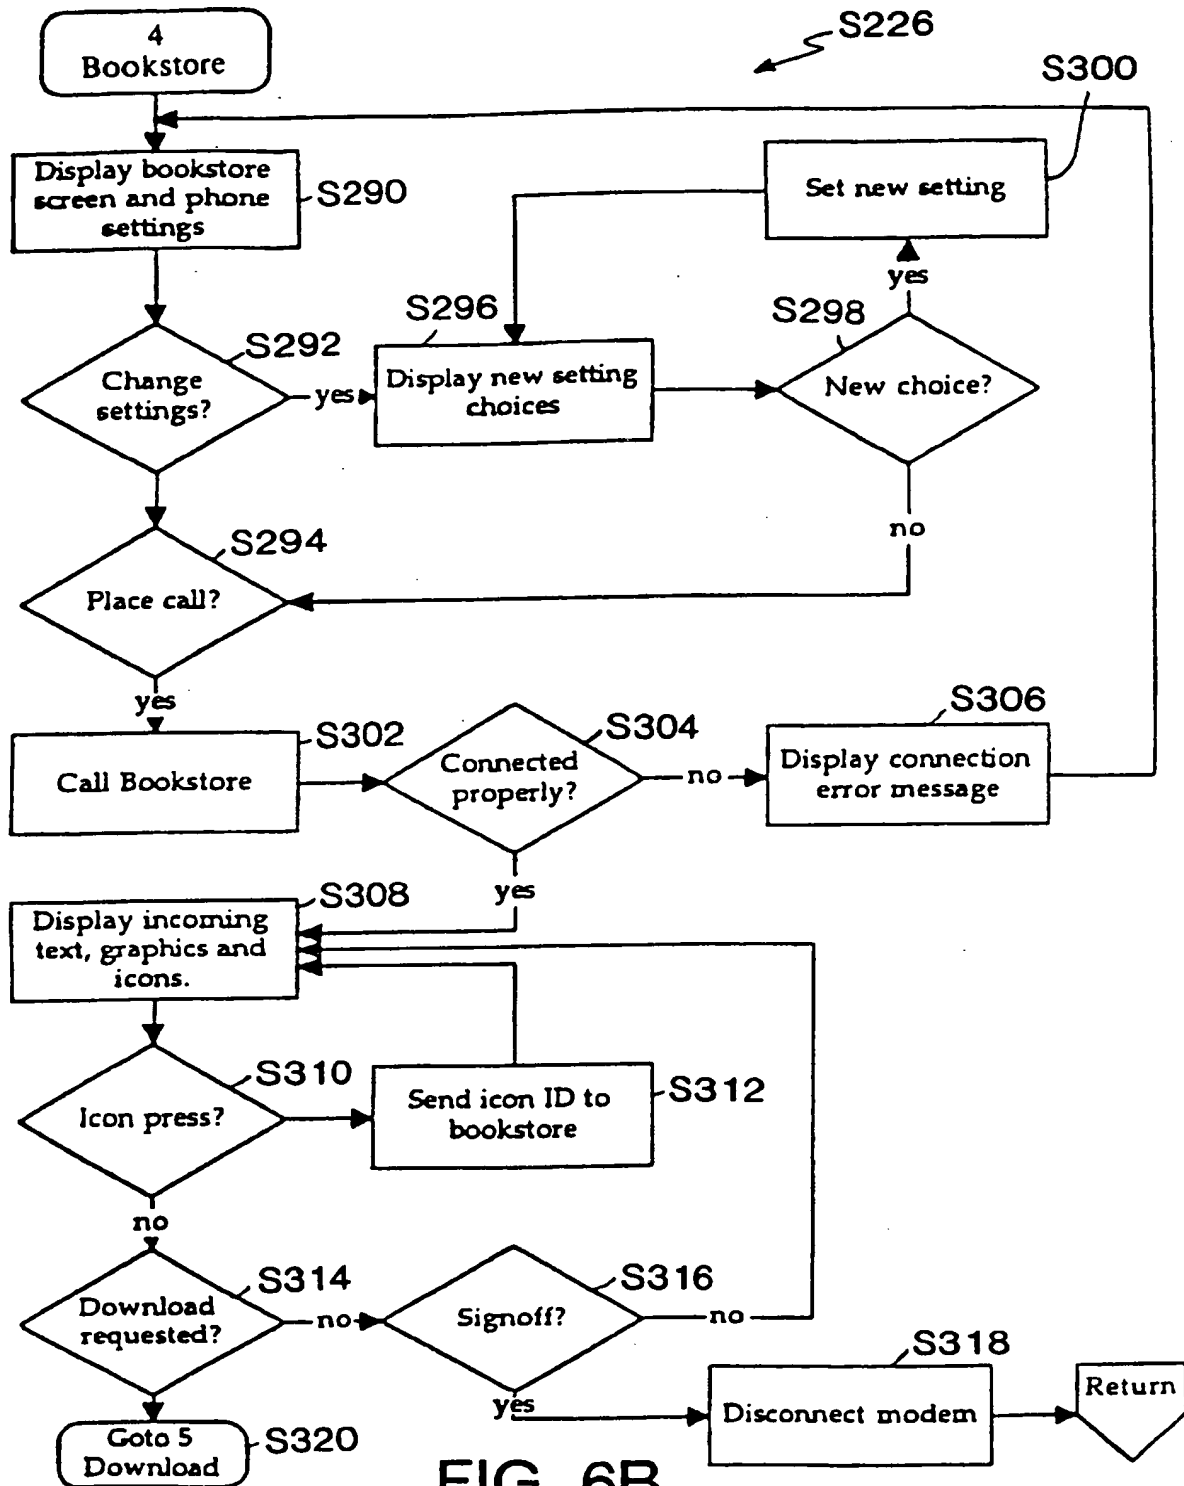 4
Bookstore
S226
S300
Display bookstore
screen and phone
settings
S290
Set new setting
yes
S296
S298
S292
Change
settings?
yes
Display new setting
choices
New choice?
no
S294
Place call?
yes
S302
Call Bookstore
S304
Connected
properly?
no
S306
Display connection
error message
yes
S308
Display incoming
text, graphics and
icons.
S310
Icon press?
Send icon ID to
bookstore
S312
no
S314
Download
requested?
no
S316
Signoff?
no
yes
S318
Disconnect modem
Return
Goto 5
Download
S320
FIG. 6B